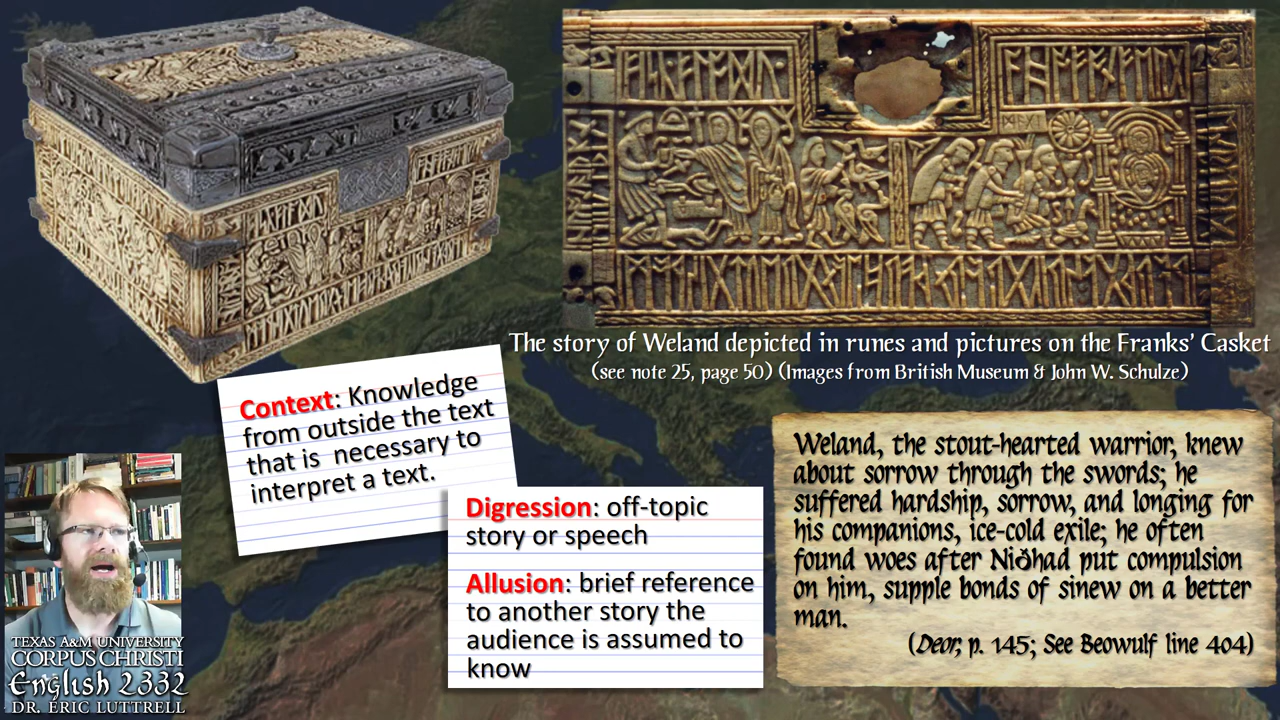 The story of Weland depicted in runes and pictures on the Franks' Casket
(see note 25, page 50) (Images from British Museum & John W. Schulze)
Context: Knowledge
from outside the text
that is necessary to
interpret a text.
Digression: off-topic
story or speech
Allusion: brief reference
to another story the
audience is assumed to
know
Weland, the stout-hearted warrior, knew
about sorrow through the swords; he
suffered hardship, sorrow, and longing for
his companions, ice-cold exile; he often
found woes after Niðhad put compulsion
on him, supple bonds of sinew on a better
man.
(Deor; p. 145; See Beowulf line 404)
TEXAS A&M UNIVERSITY
CORPUS CHRISTI
English 2332
DR. ERIC LUTTRELL